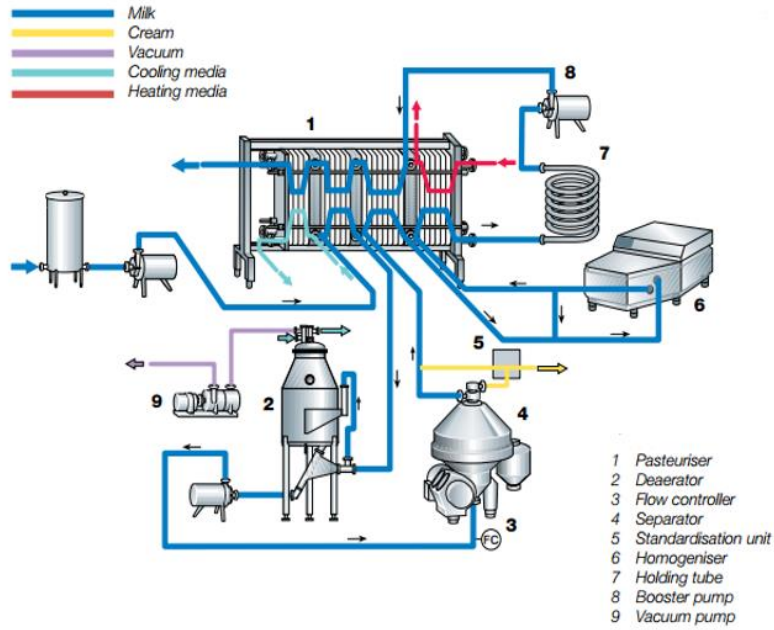 Milk
Cream
Vacuum
Cooling media
Heating media
1
8
7
6
5
2
9
4
3
FC
1 Pasteuriser
2 Deaerator
3 Flow controller
4 Separator
5 Standardisation unit
6 Homogeniser
7 Holding tube
8 Booster pump
9 Vacuum pump